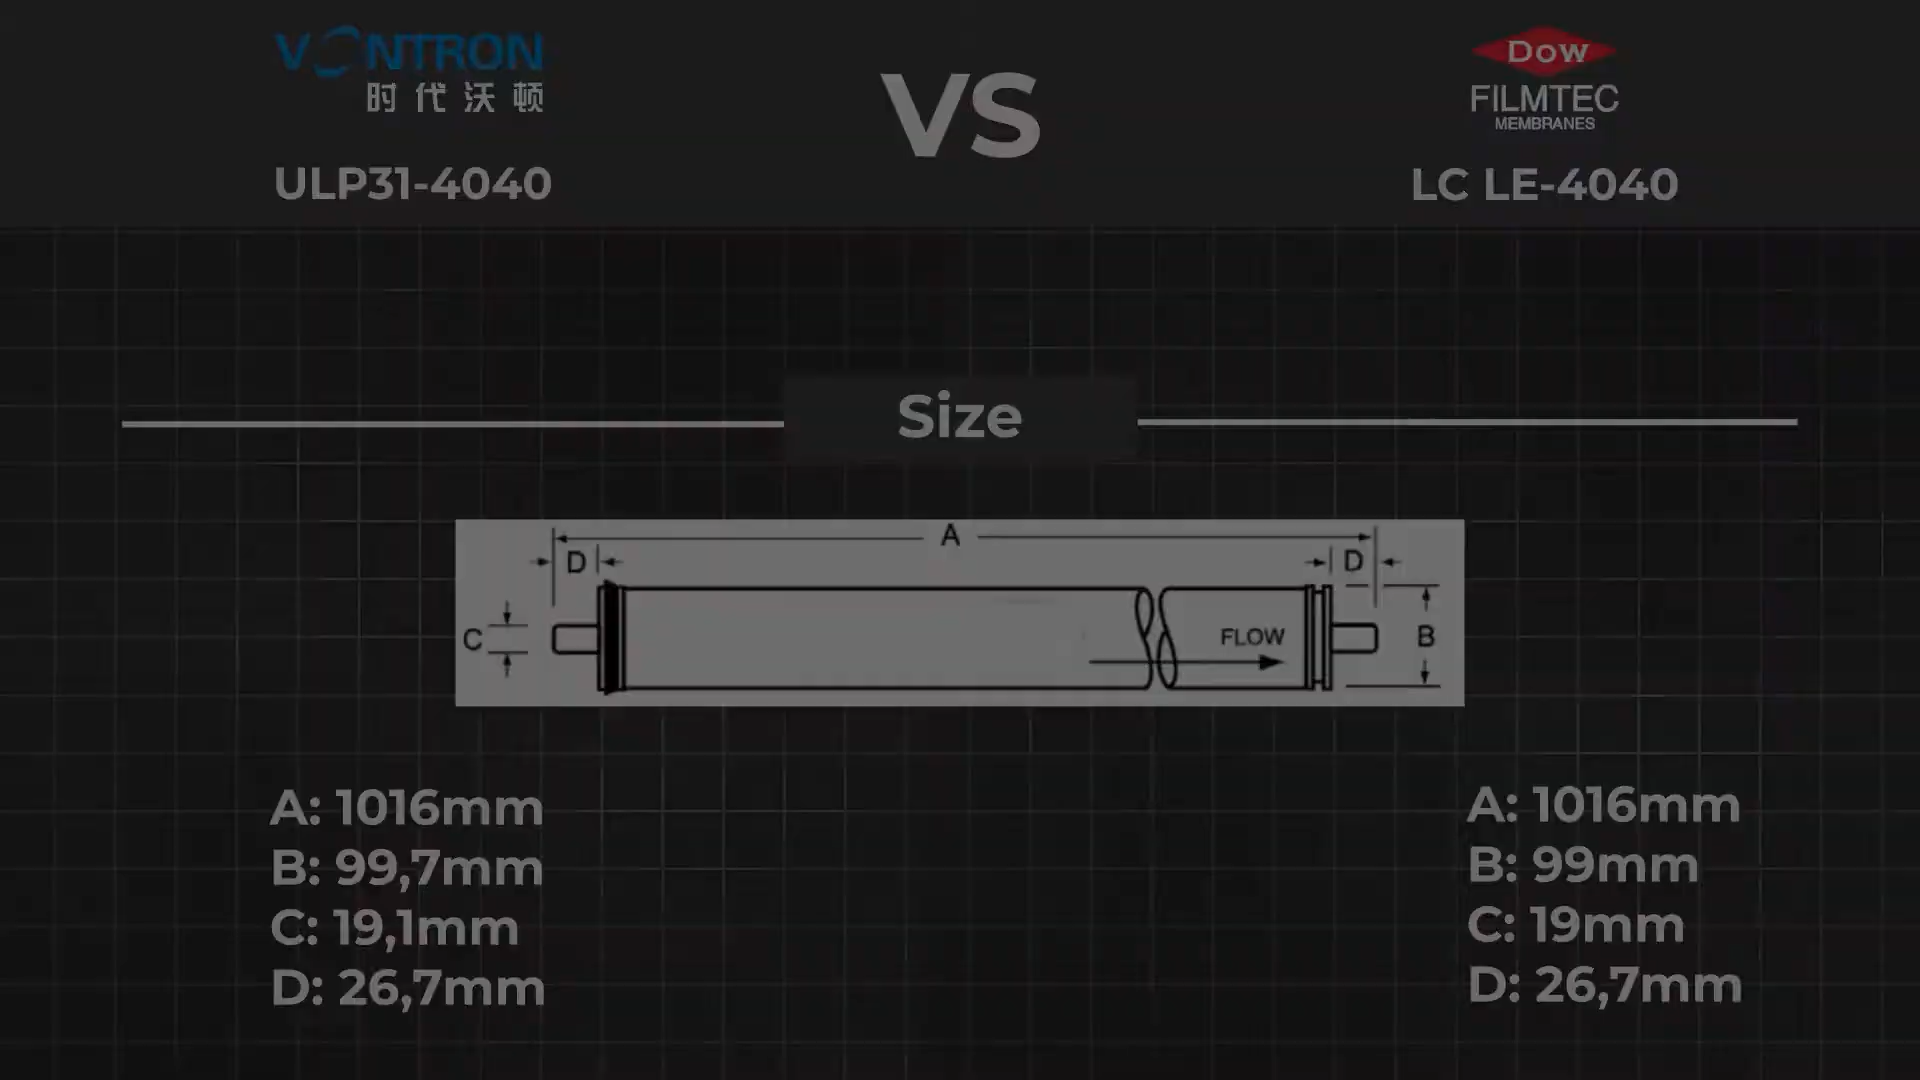 VONTRON
时代沃顿
ULP31-4040
VS
DOW
FILMTEC
MEMBRANES
LC LE-4040
Size
A
D
D
C
FLOW
B
A: 1016mm
B: 99,7mm
C: 19,1mm
D: 26,7mm
A: 1016mm
B: 99mm
C: 19mm
D: 26,7mm